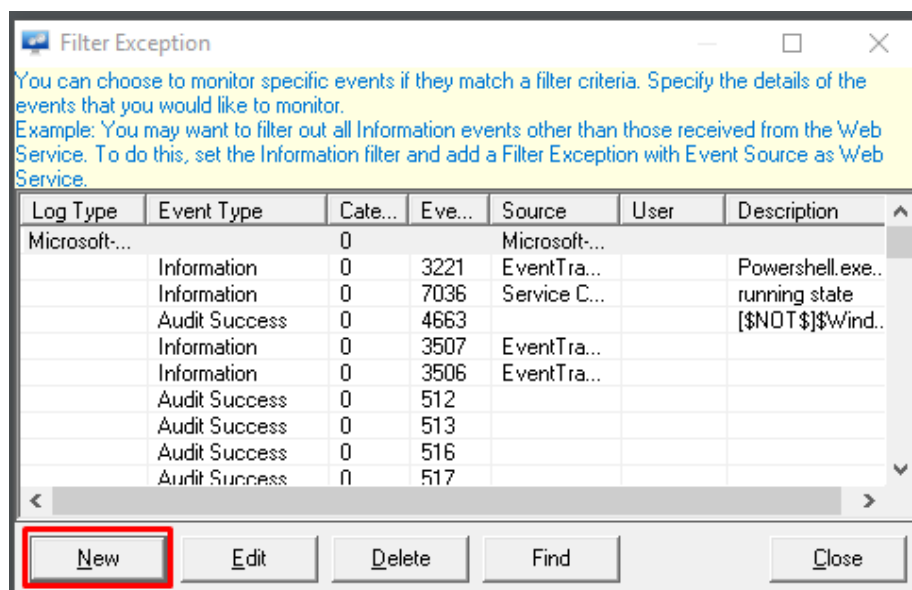 Filter Exception
You can choose to monitor specific events if they match a filter criteria. Specify the details of the
events that you would like to monitor.
Example: You may want to filter out all Information events other than those received from the Web
Service. To do this, set the Information filter and add a Filter Exception with Event Source as Web
Service.
Log Type Event Type Cate... Eve... Source User Description
Microsoft-... 0 Microsoft-...
Information 0 3221 EventTra... Powershell.exe..
Information 0 7036 Service C... running state
Audit Success 0 4663 [$NOT$]$Wind..
Information 0 3507 EventTra...
Information 0 3506 EventTra...
Audit Success 0 512
Audit Success 0 513
Audit Success 0 516
Audit Success 0 517
New Edit Delete Find Close